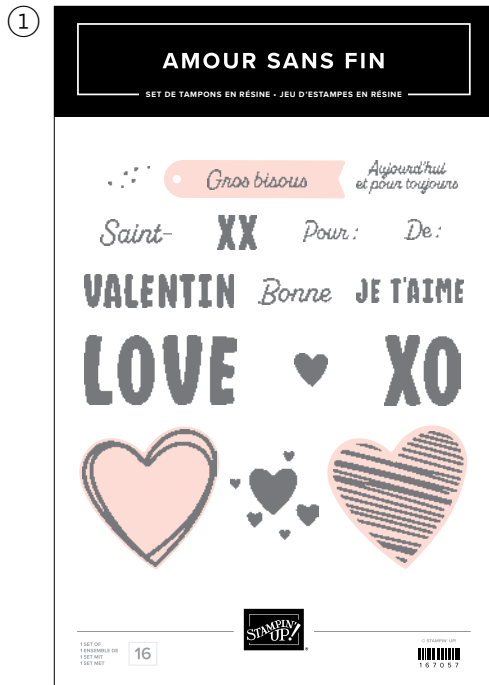 1
AMOUR SANS FIN
SET DE TAMPONS EN RÉSINE • JEU D'ESTAMPES EN RÉSINE
Gros bisous
Aujourd'hui
et pour toujours
Saint-
XX
Pour :
De :
VALENTIN
Bonne
JE T'AIME
LOVE
XO
1 SET OF
1 ENSEMBLE DE
1 SET MIT
1 SET MET
16
STAMPIN' UP!
®
© STAMPIN' UP!
167057